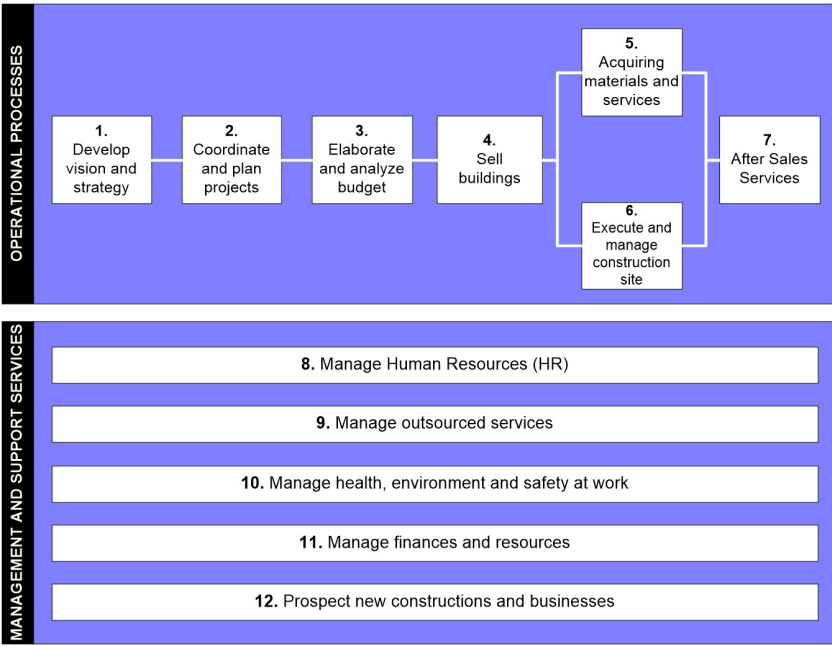 OPERATIONAL PROCESSES
1.
Develop
vision and
strategy
2.
Coordinate
and plan
projects
3.
Elaborate
and analyze
budget
4.
Sell
buildings
5.
Acquiring
materials and
services
6.
Execute and
manage
construction
site
7.
After Sales
Services
MANAGEMENT AND SUPPORT SERVICES
8. Manage Human Resources (HR)
9. Manage outsourced services
10. Manage health, environment and safety at work
11. Manage finances and resources
12. Prospect new constructions and businesses